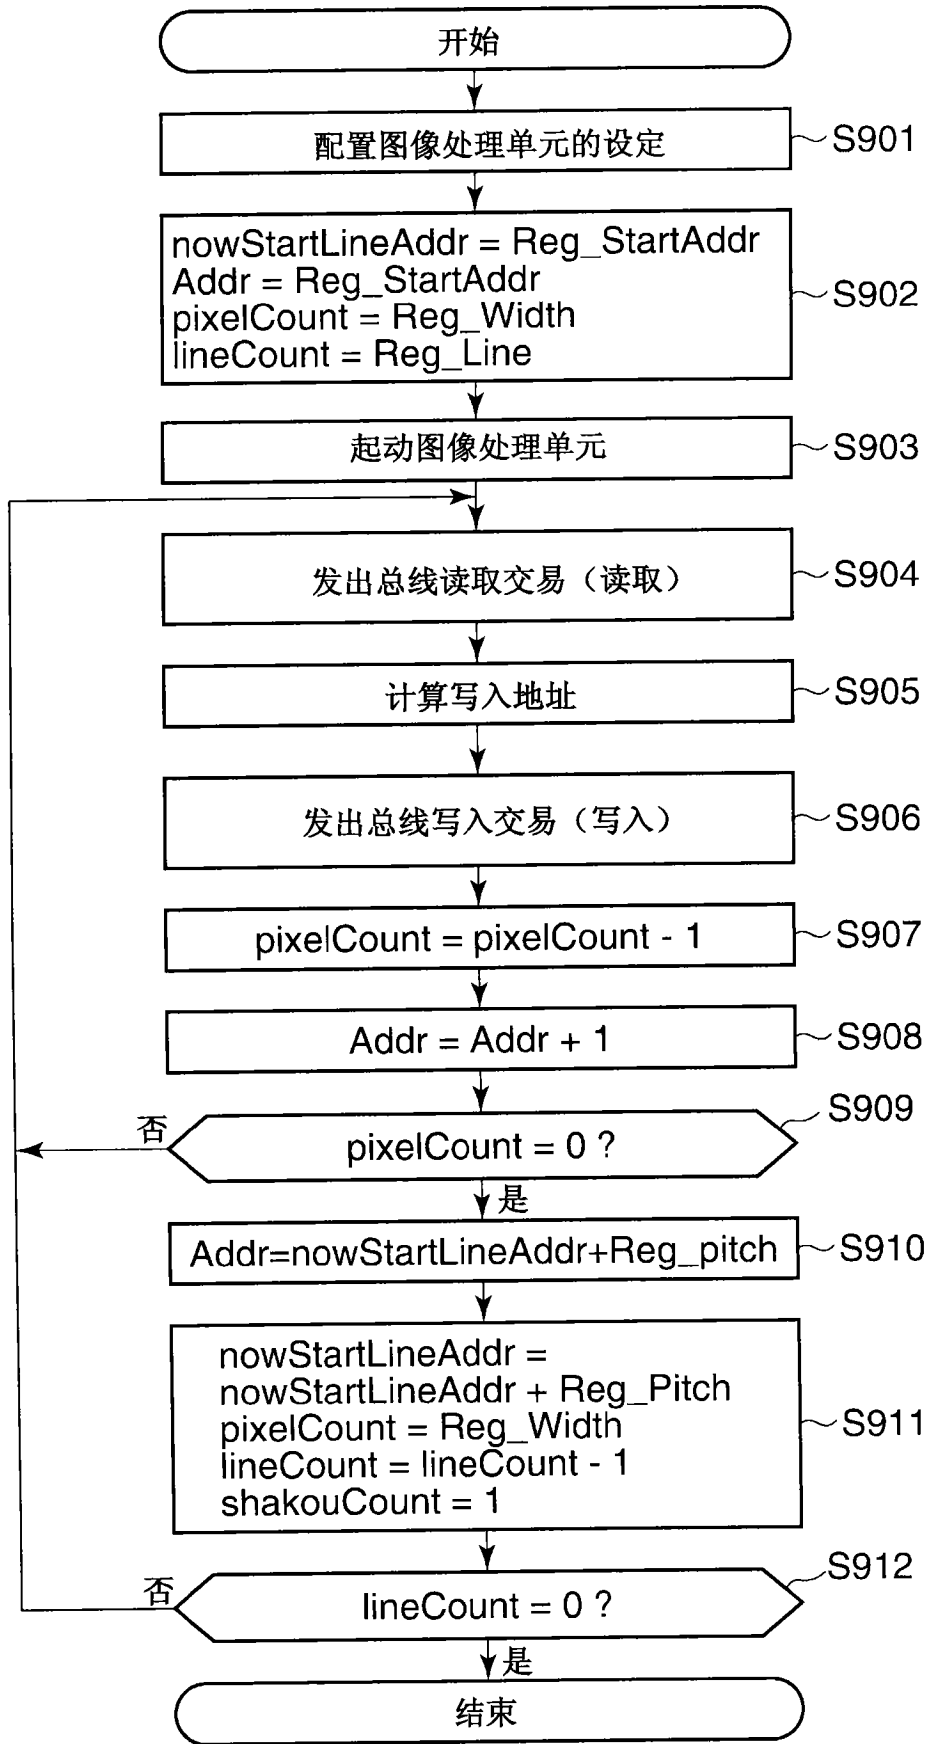 开始
配置图像处理单元的设定
S901
nowStartLineAddr = Reg_StartAddr
Addr = Reg_StartAddr
pixelCount = Reg_Width
lineCount = Reg_Line
S902
起动图像处理单元
S903
发出总线读取交易（读取）
S904
计算写入地址
S905
发出总线写入交易（写入）
S906
pixelCount = pixelCount - 1
S907
Addr = Addr + 1
S908
S909
否
pixelCount = 0 ?
是
Addr=nowStartLineAddr+Reg_pitch
S910
nowStartLineAddr =
nowStartLineAddr + Reg_Pitch
pixelCount = Reg_Width
lineCount = lineCount - 1
shakouCount = 1
S911
S912
否
lineCount = 0 ?
是
结束